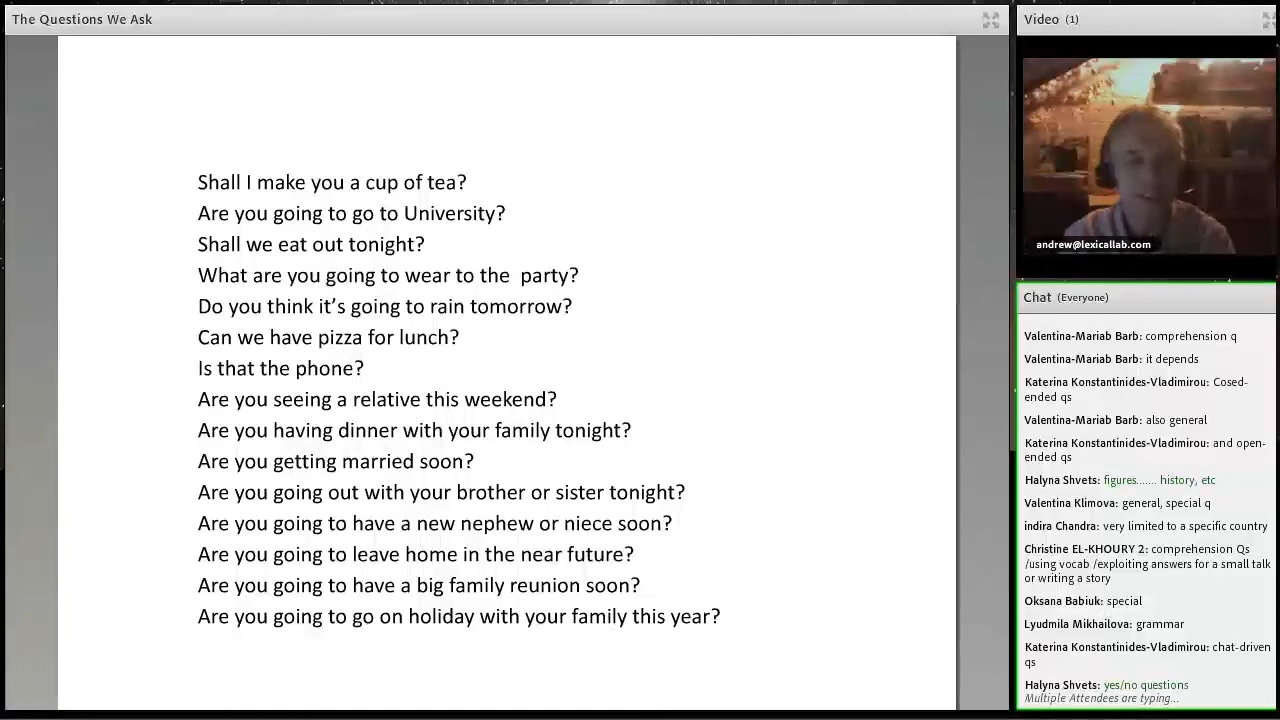 The Questions We Ask
Shall I make you a cup of tea?
Are you going to go to University?
Shall we eat out tonight?
What are you going to wear to the  party?
Do you think it’s going to rain tomorrow?
Can we have pizza for lunch?
Is that the phone?
Are you seeing a relative this weekend?
Are you having dinner with your family tonight?
Are you getting married soon?
Are you going out with your brother or sister tonight?
Are you going to have a new nephew or niece soon?
Are you going to leave home in the near future?
Are you going to have a big family reunion soon?
Are you going to go on holiday with your family this year?
Video (1)
andrew@lexicallab.com
Chat (Everyone)
Valentina-Mariab Barb: comprehension q
Valentina-Mariab Barb: it depends
Katerina Konstantinides-Vladimirou: Cosed-
ended qs
Valentina-Mariab Barb: also general
Katerina Konstantinides-Vladimirou: and open-
ended qs
Halyna Shvets: figures....... history, etc
Valentina Klimova: general, special q
indira Chandra: very limited to a specific country
Christine EL-KHOURY 2: comprehension Qs
/using vocab /exploiting answers for a small talk
or writing a story
Oksana Babiuk: special
Lyudmila Mikhailova: grammar
Katerina Konstantinides-Vladimirou: chat-driven
qs
Halyna Shvets: yes/no questions
Multiple Attendees are typing...